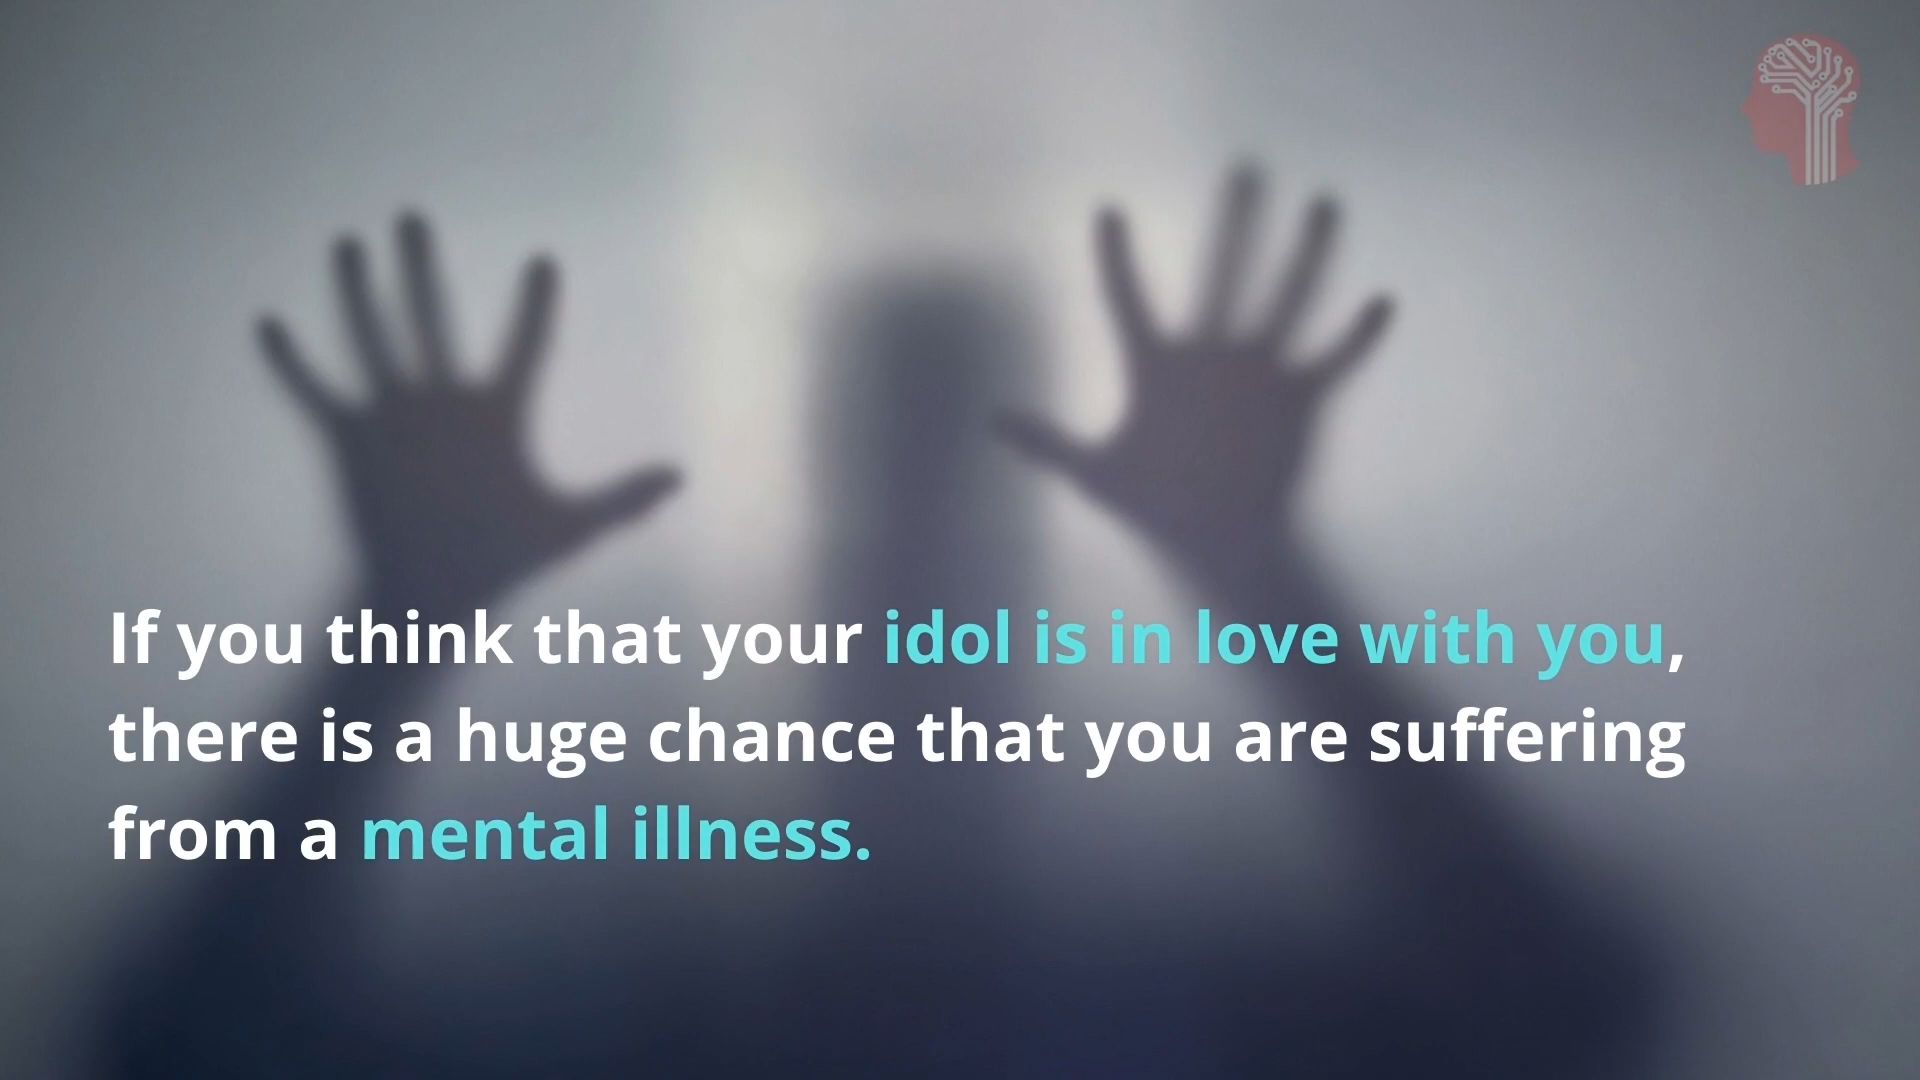 If you think that your idol is in love with you,
there is a huge chance that you are suffering
from a mental illness.